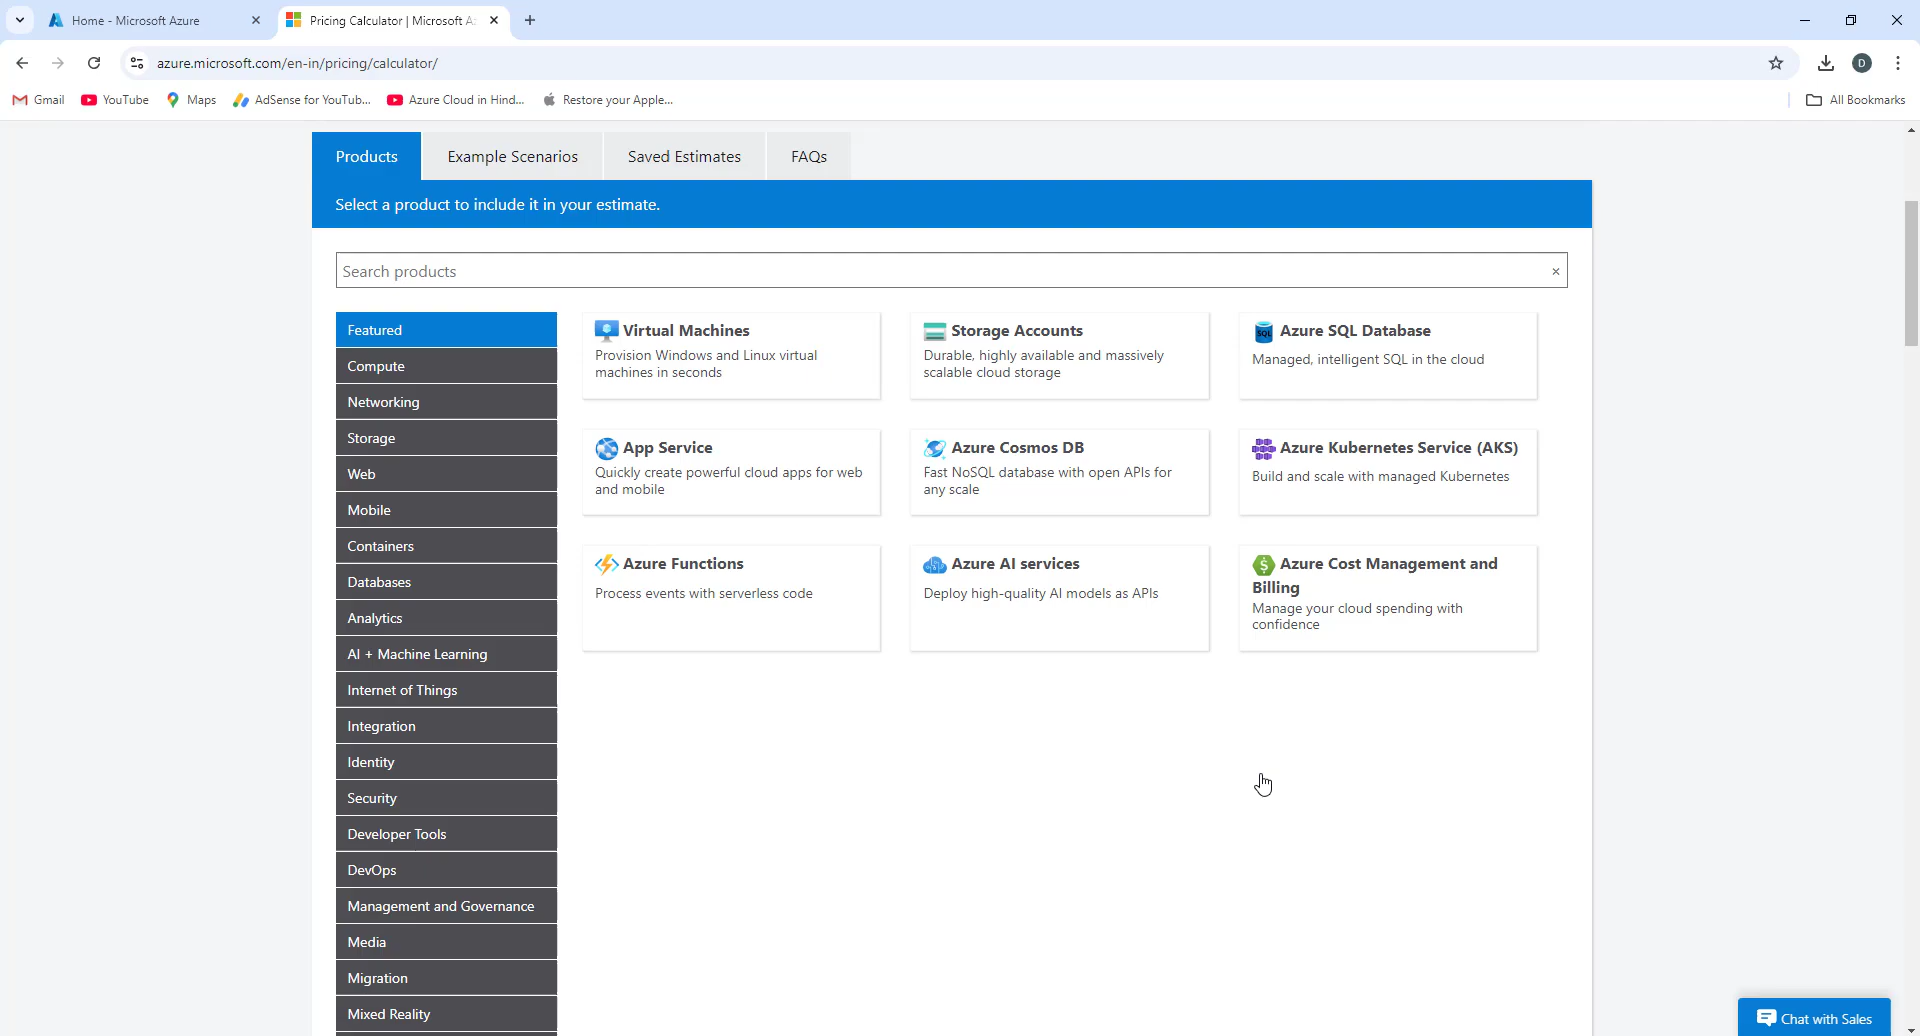 Home - Microsoft Azure
Pricing Calculator | Microsoft A
azure.microsoft.com/en-in/pricing/calculator/
D
Gmail
YouTube
Maps
AdSense for YouTub...
Azure Cloud in Hind...
Restore your Apple...
All Bookmarks
Products
Example Scenarios
Saved Estimates
FAQs
Select a product to include it in your estimate.
Search products
Featured
Compute
Networking
Storage
Web
Mobile
Containers
Databases
Analytics
AI + Machine Learning
Internet of Things
Integration
Identity
Security
Developer Tools
DevOps
Management and Governance
Media
Migration
Mixed Reality
Virtual Machines
Provision Windows and Linux virtual
machines in seconds
Storage Accounts
Durable, highly available and massively
scalable cloud storage
SQL
Azure SQL Database
Managed, intelligent SQL in the cloud
App Service
Quickly create powerful cloud apps for web
and mobile
Azure Cosmos DB
Fast NoSQL database with open APIs for
any scale
Azure Kubernetes Service (AKS)
Build and scale with managed Kubernetes
Azure Functions
Process events with serverless code
Azure AI services
Deploy high-quality AI models as APIs
$
Azure Cost Management and
Billing
Manage your cloud spending with
confidence
Chat with Sales